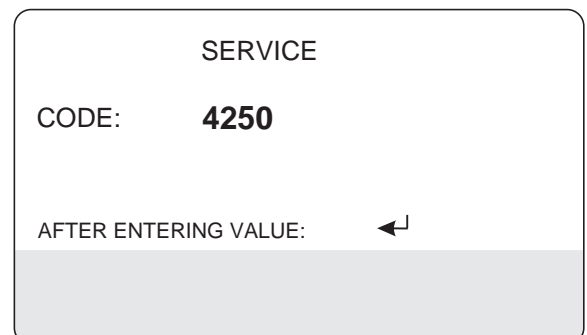 SERVICE
CODE: 4250
AFTER ENTERING VALUE: ↵